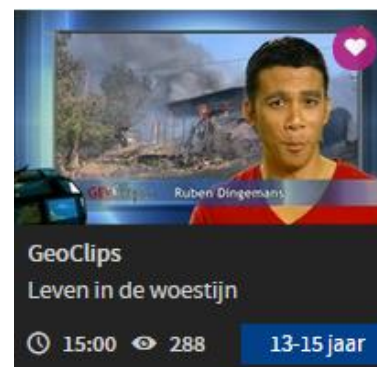 Ruben Dingemans
GeoClips
Leven in de woestijn
15:00 288
13-15 jaar